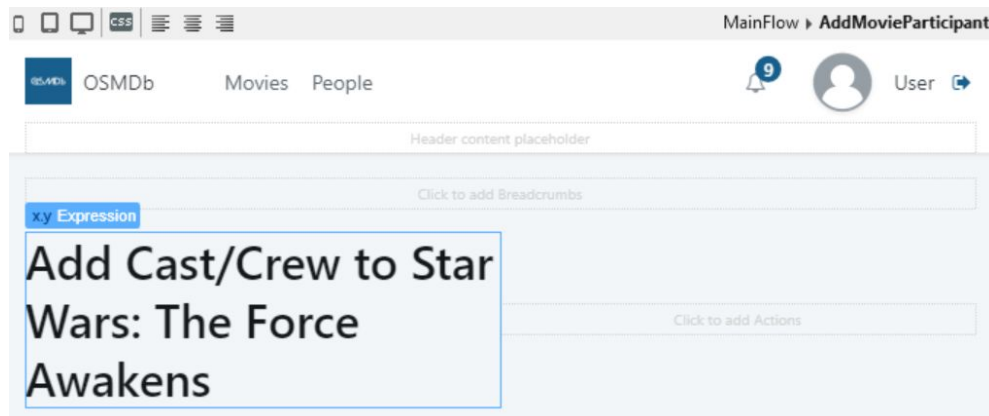 CSS MainFlow ▸ AddMovieParticipant
OSMDb OSMDb Movies People 9 User
Header content placeholder
Click to add Breadcrumbs
x.y Expression
Add Cast/Crew to Star
Wars: The Force
Click to add Actions
Awakens